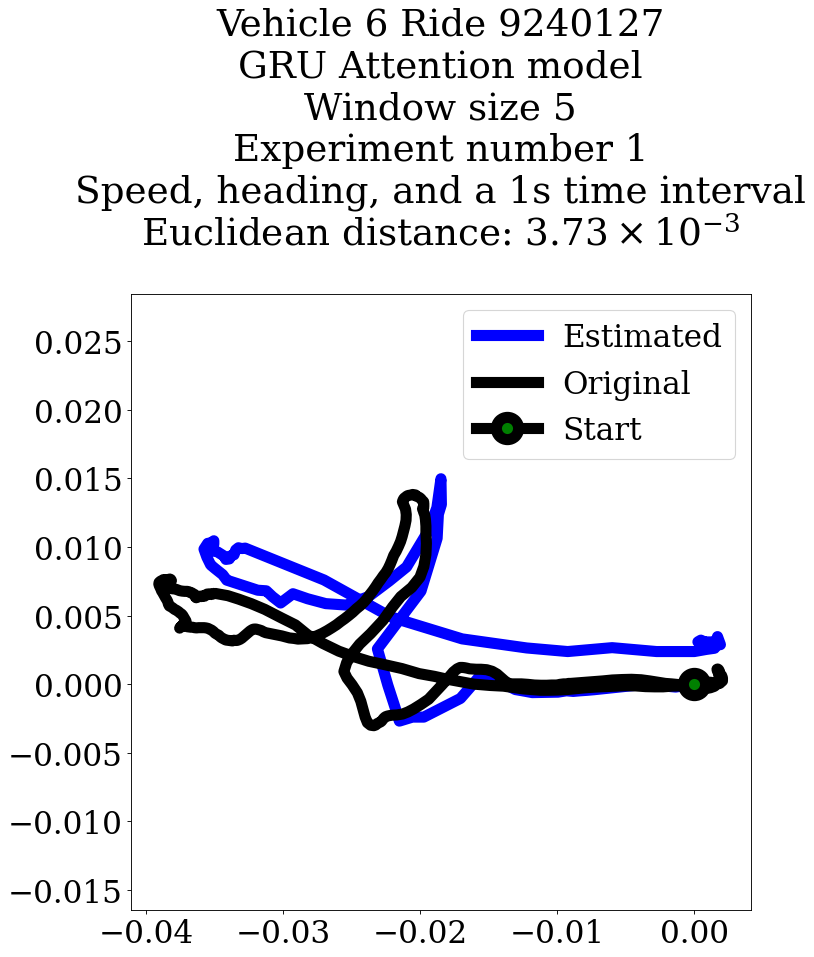 Vehicle 6 Ride 9240127
GRU Attention model
Window size 5
Experiment number 1
Speed, heading, and a 1s time interval
Euclidean distance: 3.73 × 10⁻³
Estimated
Original
Start
0.025
0.020
0.015
0.010
0.005
0.000
−0.005
−0.010
−0.015
−0.04 −0.03 −0.02 −0.01 0.00